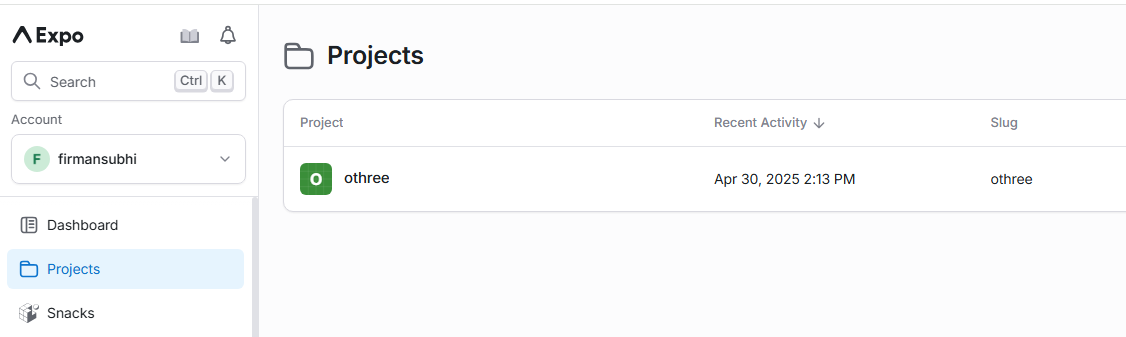 Expo
Search Ctrl K
Account
F firmansubhi
Dashboard
Projects
Snacks
Projects
Project Recent Activity Slug
O othree Apr 30, 2025 2:13 PM othree